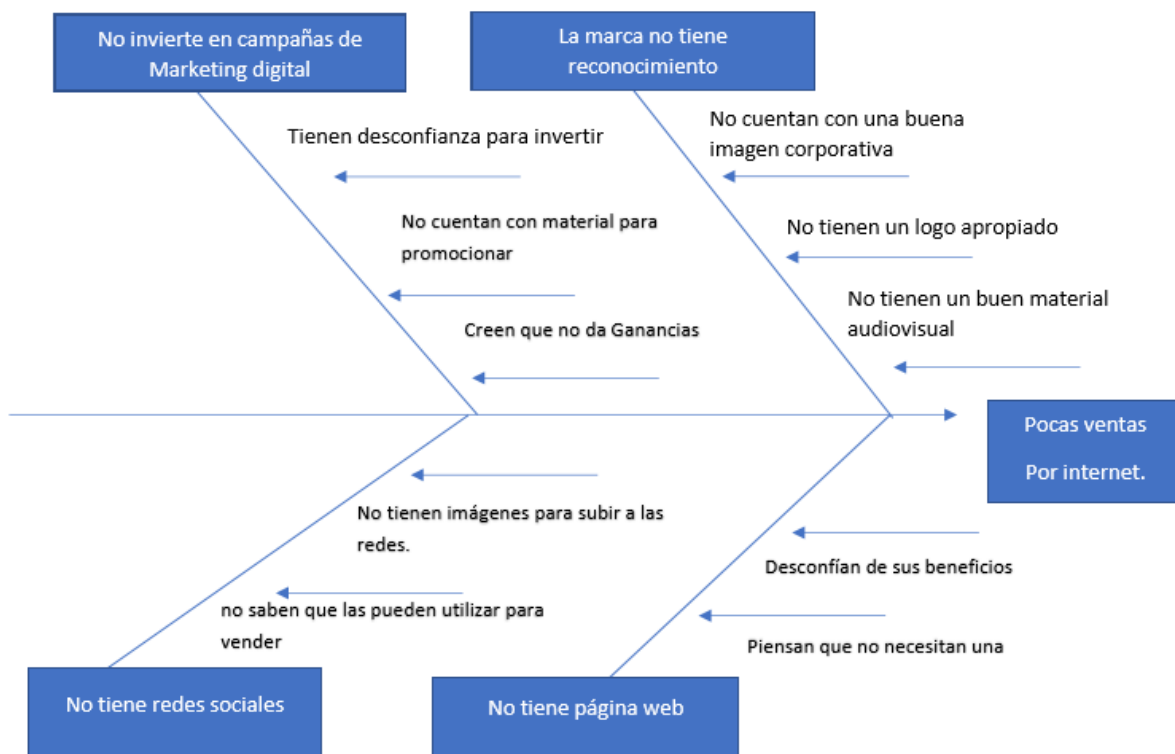 No invierte en campañas de
Marketing digital
La marca no tiene
reconocimiento
Tienen desconfianza para invertir
No cuentan con material para
promocionar
Creen que no da Ganancias
No cuentan con una buena
imagen corporativa
No tienen un logo apropiado
No tienen un buen material
audiovisual
Pocas ventas
Por internet.
No tienen imágenes para subir a las
redes.
no saben que las pueden utilizar para
vender
Desconfían de sus beneficios
Piensan que no necesitan una
No tiene redes sociales
No tiene página web